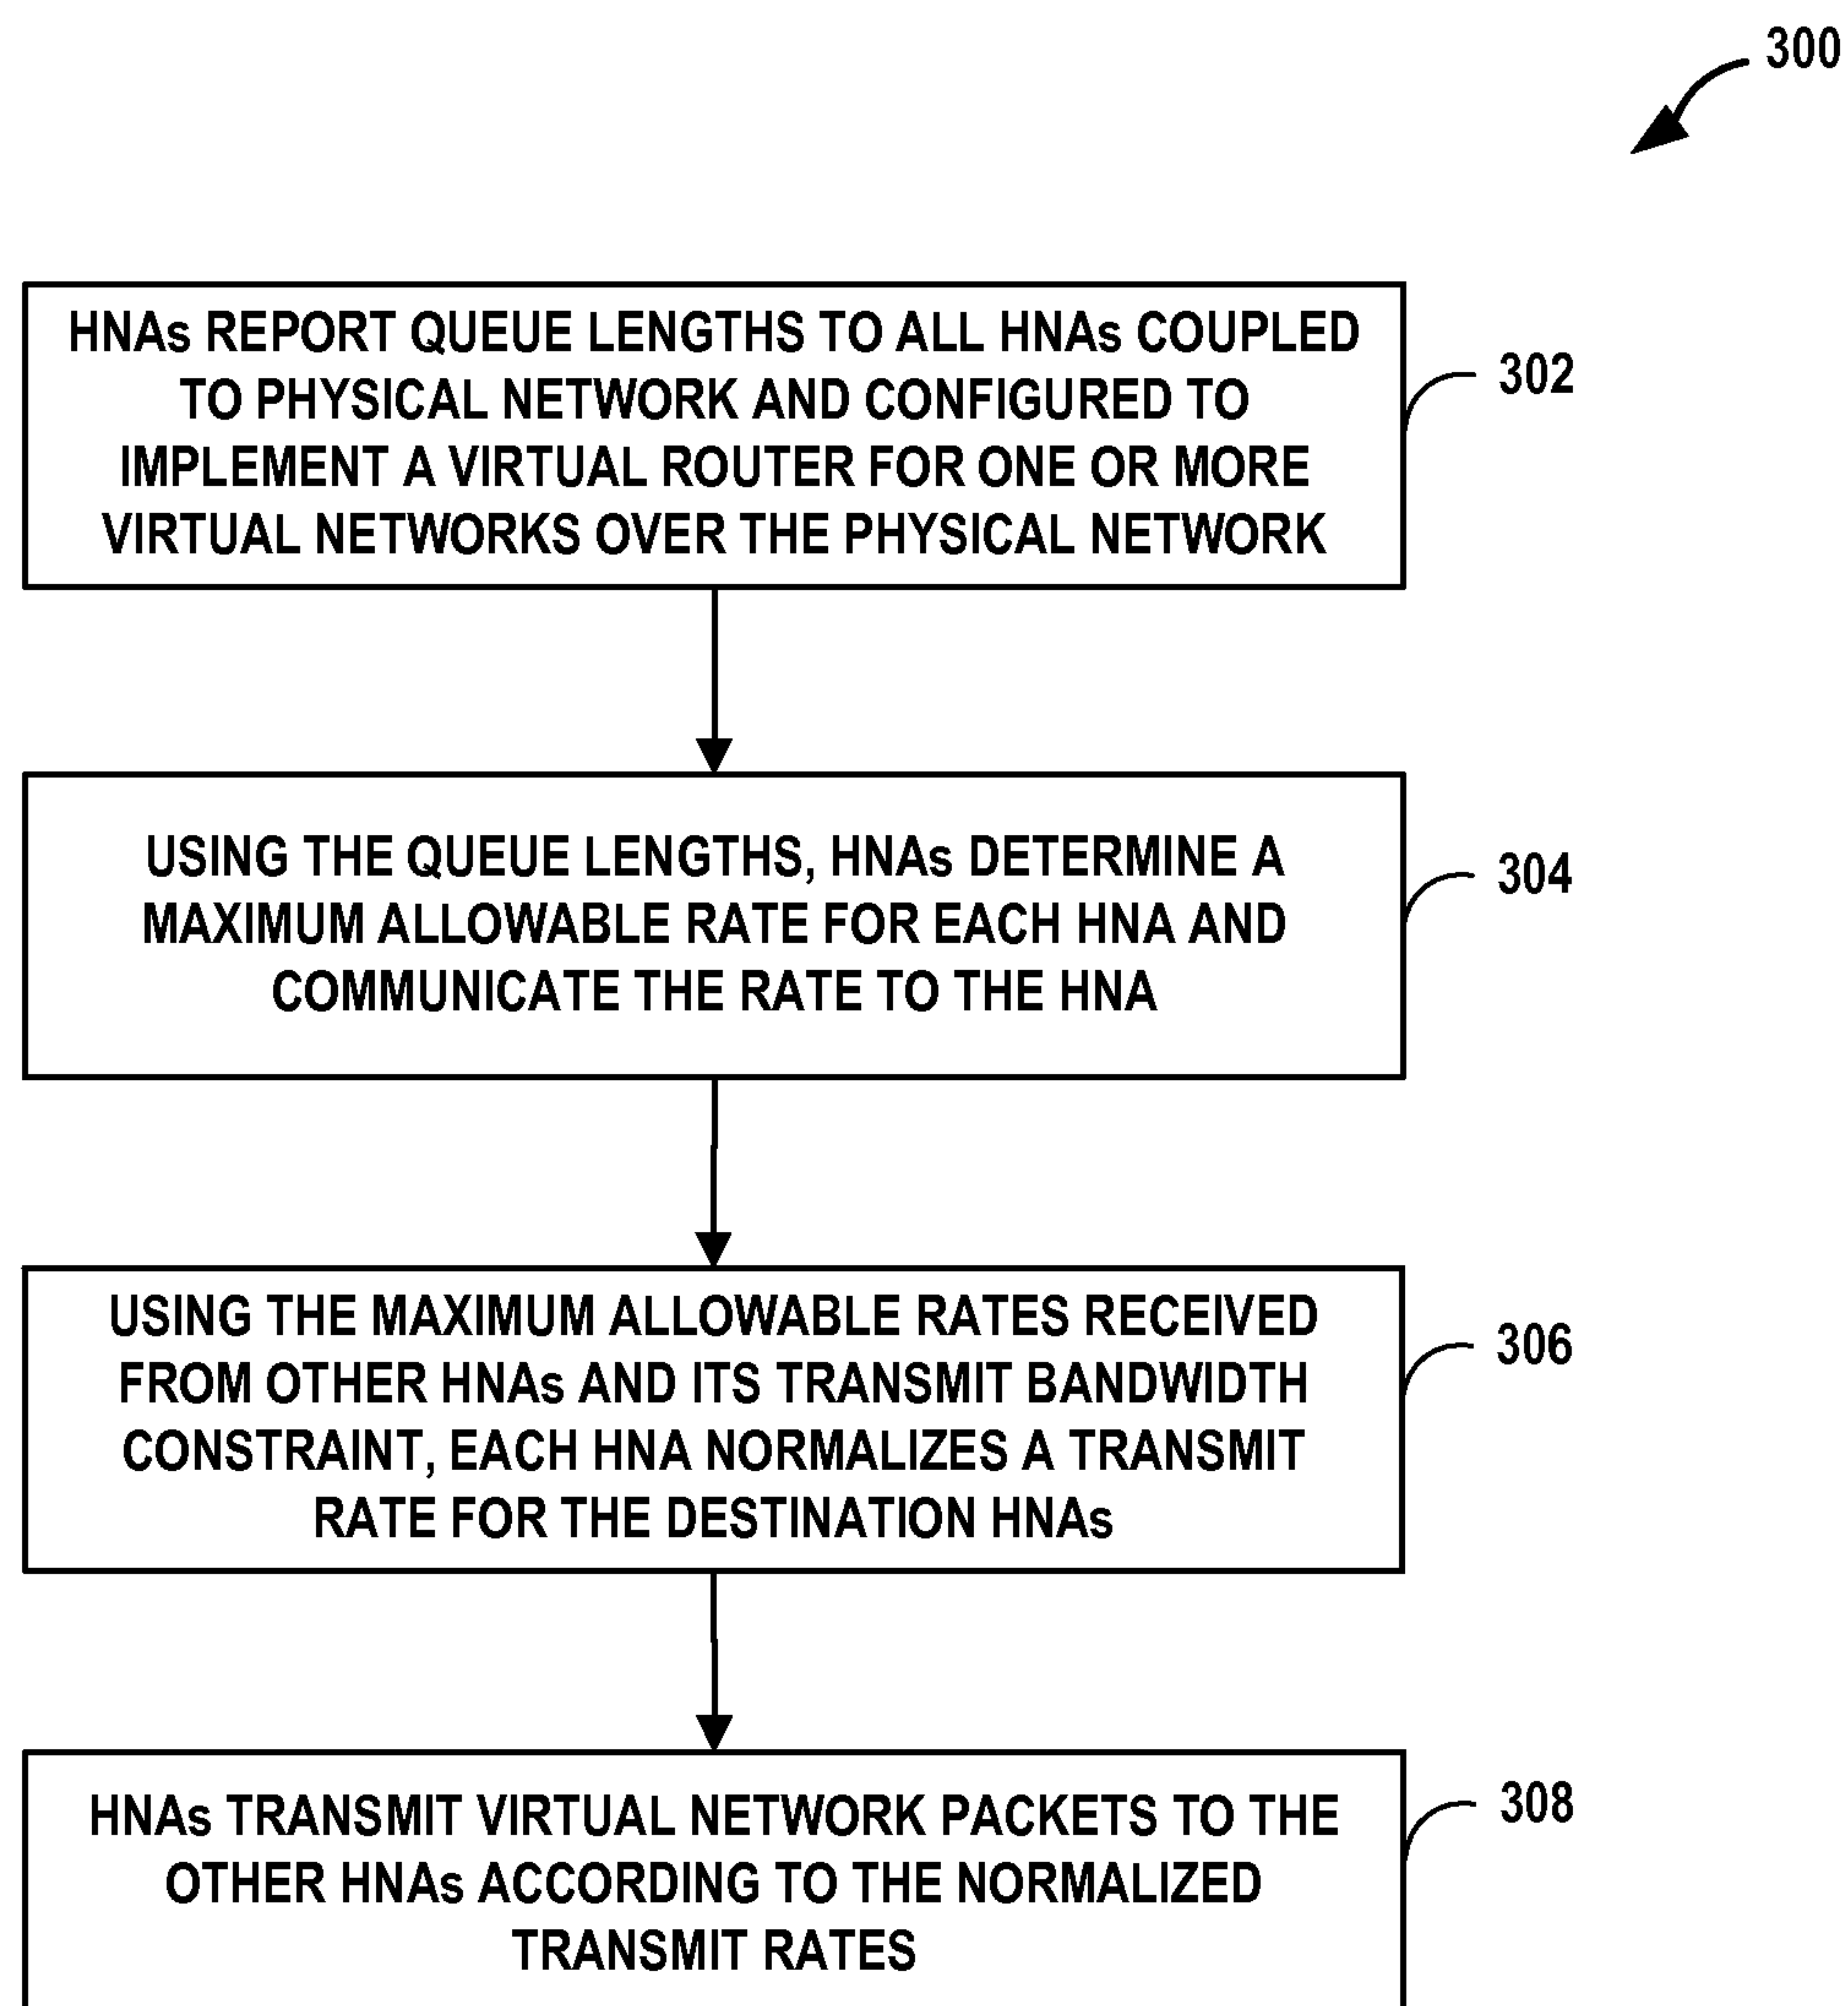 300
HNAs REPORT QUEUE LENGTHS TO ALL HNAs COUPLED
TO PHYSICAL NETWORK AND CONFIGURED TO
IMPLEMENT A VIRTUAL ROUTER FOR ONE OR MORE
VIRTUAL NETWORKS OVER THE PHYSICAL NETWORK
302
USING THE QUEUE LENGTHS, HNAs DETERMINE A
MAXIMUM ALLOWABLE RATE FOR EACH HNA AND
COMMUNICATE THE RATE TO THE HNA
304
USING THE MAXIMUM ALLOWABLE RATES RECEIVED
FROM OTHER HNAs AND ITS TRANSMIT BANDWIDTH
CONSTRAINT, EACH HNA NORMALIZES A TRANSMIT
RATE FOR THE DESTINATION HNAs
306
HNAs TRANSMIT VIRTUAL NETWORK PACKETS TO THE
OTHER HNAs ACCORDING TO THE NORMALIZED
TRANSMIT RATES
308